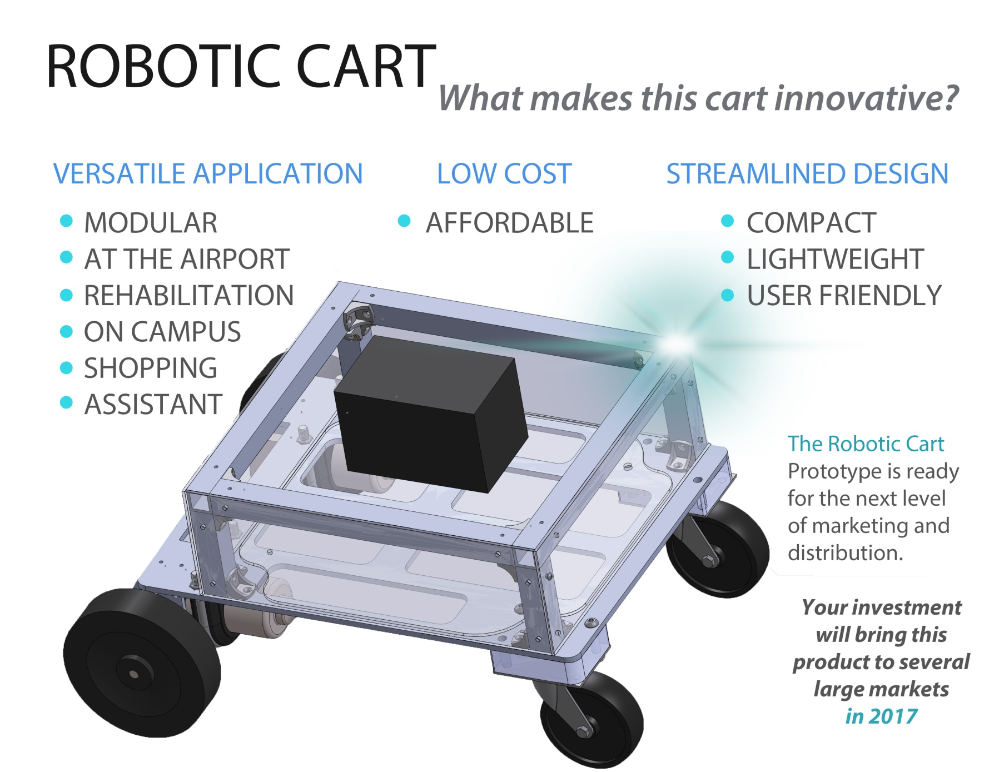 ROBOTIC CART
What makes this cart innovative?
VERSATILE APPLICATION
MODULAR
AT THE AIRPORT
REHABILITATION
ON CAMPUS
SHOPPING
ASSISTANT
LOW COST
AFFORDABLE
STREAMLINED DESIGN
COMPACT
LIGHTWEIGHT
USER FRIENDLY
The Robotic Cart
Prototype is ready
for the next level
of marketing and
distribution.
Your investment
will bring this
product to several
large markets
in 2017